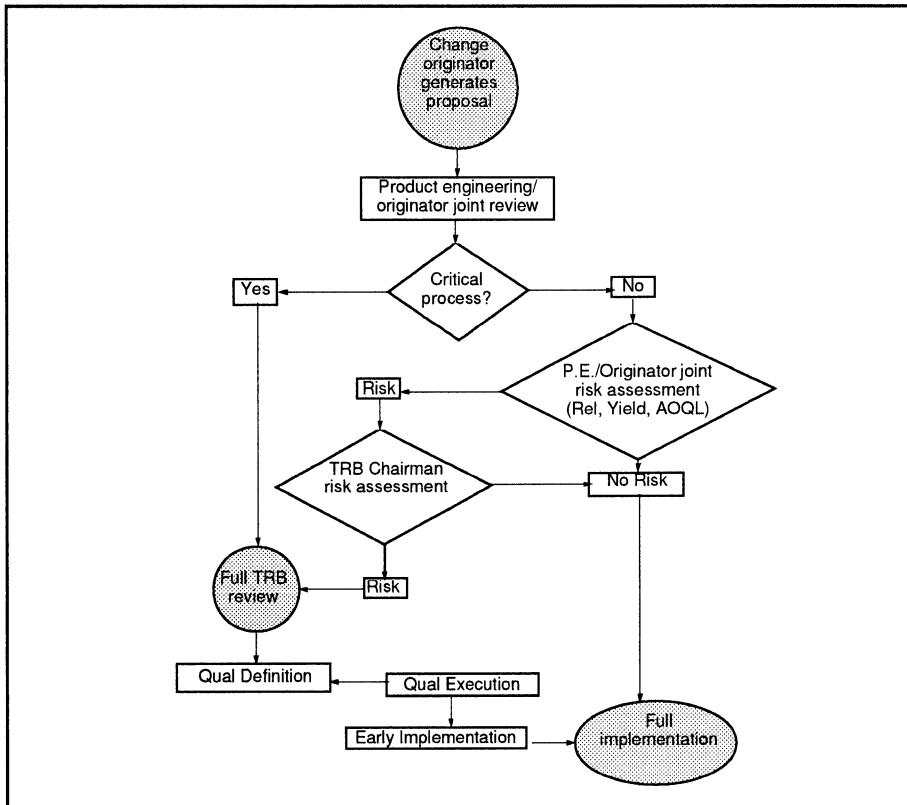 Change
originator
generates
proposal
Product engineering/
originator joint review
Critical
process?
Yes
No
P.E./Originator joint
risk assessment
(Rel, Yield, AOQL)
Risk
TRB Chairman
risk assessment
No Risk
Full TRB
review
Risk
Qual Definition
Qual Execution
Early Implementation
Full
implementation